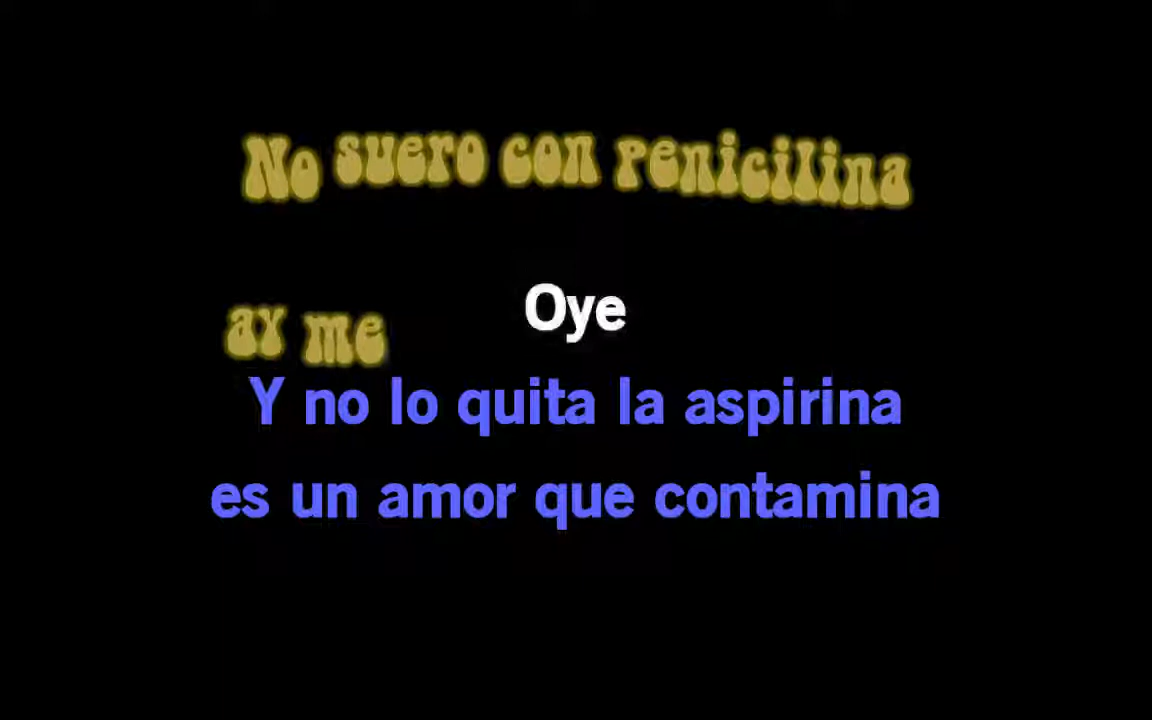 No suero con penicilina
Oye
ay me
Y no lo quita la aspirina
es un amor que contamina